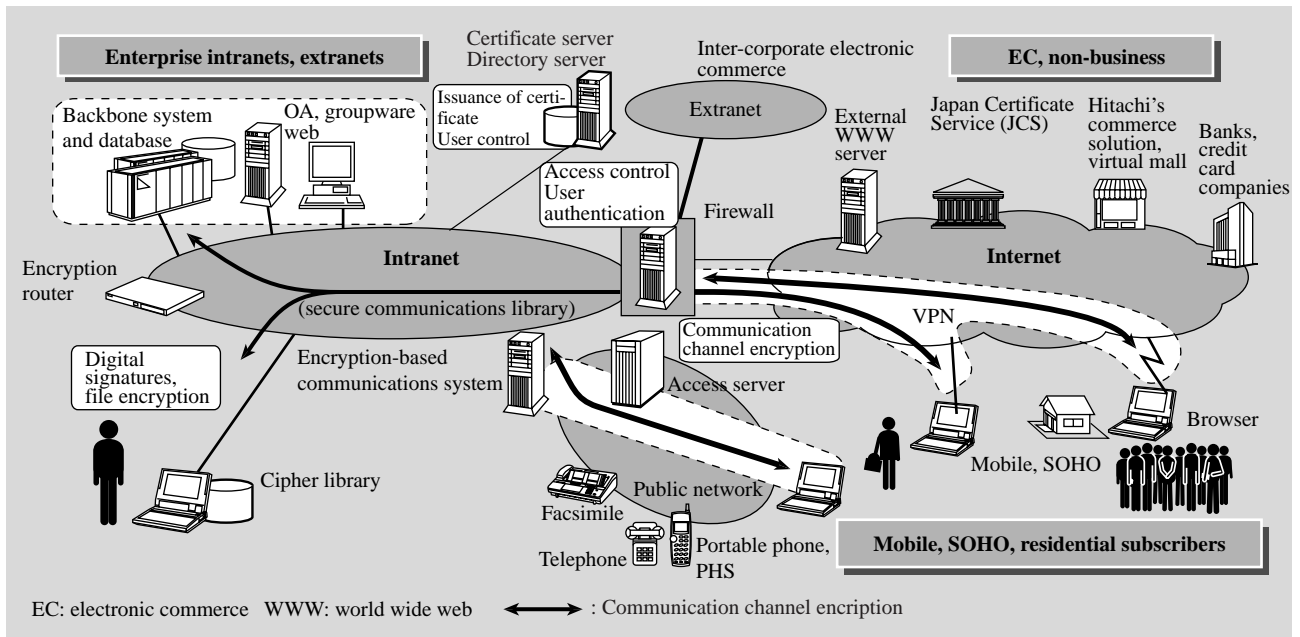 Enterprise intranets, extranets
Certificate server
Directory server
Inter-corporate electronic
commerce
EC, non-business
Issuance of certi-
ficate
User control
Extranet
Backbone system
and database
OA, groupware
web
External
WWW
server
Japan Certificate
Service (JCS)
Hitachi's
commerce
solution,
virtual mall
Banks,
credit
card
companies
Access control
User
authentication
Firewall
Encryption
router
Intranet
(secure communications library)
Internet
VPN
Communication
channel encryption
Digital
signatures,
file encryption
Encryption-based
communications system
Access server
Browser
Mobile, SOHO
Cipher library
Public network
Facsimile
Telephone
Portable phone,
PHS
Mobile, SOHO, residential subscribers
EC: electronic commerce WWW: world wide web : Communication channel encription